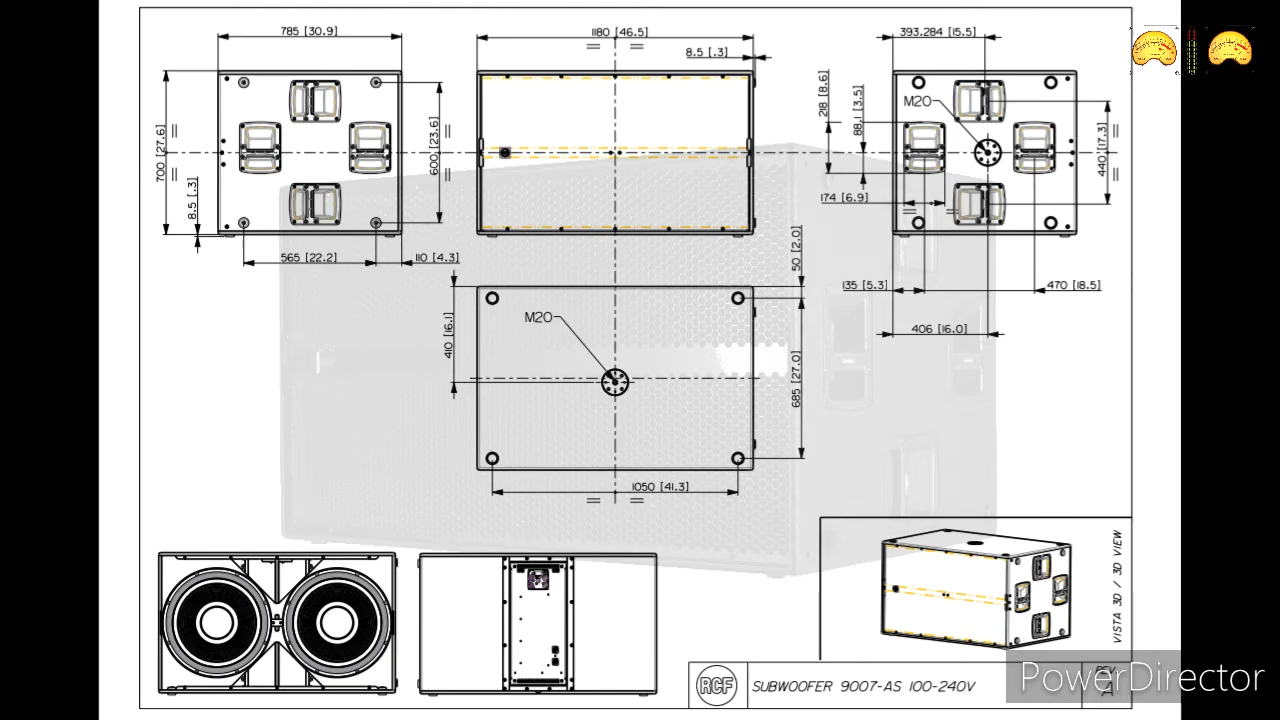 785 [30.9]
1180 [46.5]
393.284 [15.5]
8.5 [.3]
700 [27.6]
600 [23.6]
8.5 [.3]
565 [22.2]
110 [4.3]
218 [8.6]
88.1 [3.5]
M20
440 [17.3]
174 [6.9]
135 [5.3]
470 [18.5]
406 [16.0]
50 [2.0]
410 [16.1]
M20
685 [27.0]
1050 [41.3]
VISTA 3D / 3D VIEW
RCF
SUBWOOFER 9007-AS 100-240V
REV.
A
PowerDirector